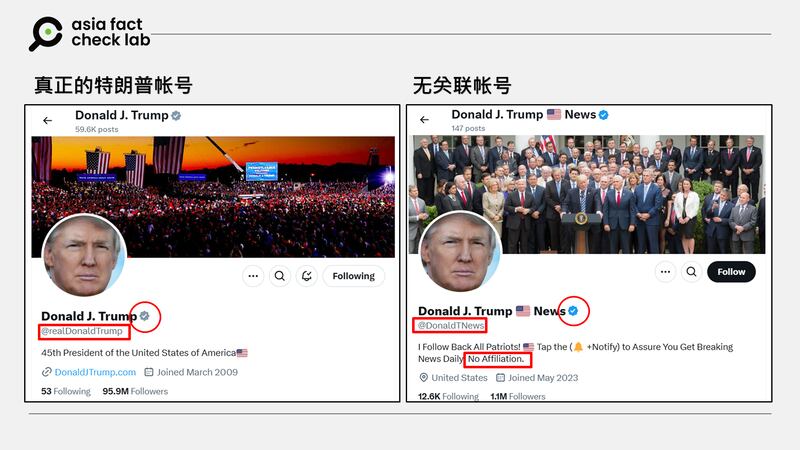 asia fact
check lab
真正的特朗普帐号
无关联帐号
Donald J. Trump
59.6K posts
Following
Donald J. Trump
@realDonaldTrump
45th President of the United States of America🇺🇸
DonaldJTrump.com Joined March 2009
53 Following 95.9M Followers
Donald J. Trump 🇺🇸 News
147 posts
Follow
Donald J. Trump 🇺🇸 News
@DonaldTNews
I Follow Back All Patriots! 🇺🇸 Tap the (🔔 +Notify) to Assure You Get Breaking
News Daily. No Affiliation.
United States Joined May 2023
12.6K Following 1.1M Followers